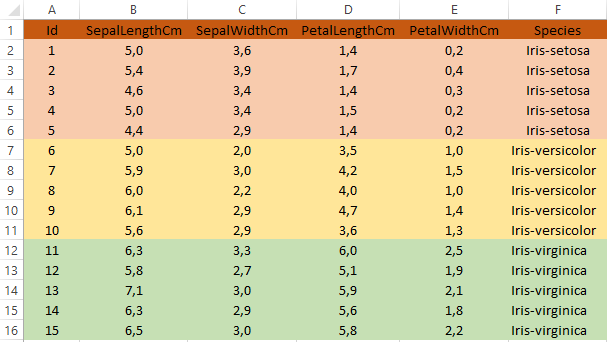 A B C D E F
1 Id SepalLengthCm SepalWidthCm PetalLengthCm PetalWidthCm Species
2 1 5,0 3,6 1,4 0,2 Iris-setosa
3 2 5,4 3,9 1,7 0,4 Iris-setosa
4 3 4,6 3,4 1,4 0,3 Iris-setosa
5 4 5,0 3,4 1,5 0,2 Iris-setosa
6 5 4,4 2,9 1,4 0,2 Iris-setosa
7 6 5,0 2,0 3,5 1,0 Iris-versicolor
8 7 5,9 3,0 4,2 1,5 Iris-versicolor
9 8 6,0 2,2 4,0 1,0 Iris-versicolor
10 9 6,1 2,9 4,7 1,4 Iris-versicolor
11 10 5,6 2,9 3,6 1,3 Iris-versicolor
12 11 6,3 3,3 6,0 2,5 Iris-virginica
13 12 5,8 2,7 5,1 1,9 Iris-virginica
14 13 7,1 3,0 5,9 2,1 Iris-virginica
15 14 6,3 2,9 5,6 1,8 Iris-virginica
16 15 6,5 3,0 5,8 2,2 Iris-virginica